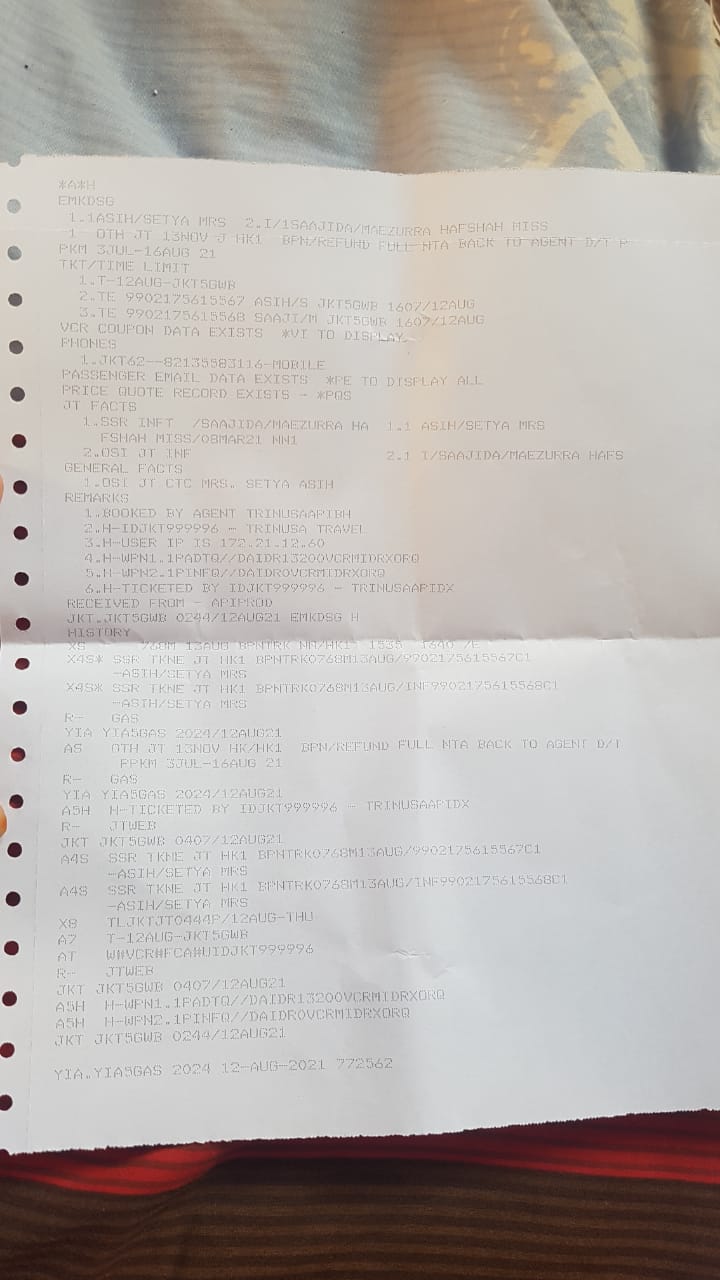 *A*H
EMKDSG
1.1ASIH/SETYA MRS 2.I/1SAAJIDA/MAEZURRA HAFSHAH MISS
1 OTH JT 13NOV J HK1 BPN/REFUND FULL NTA BACK TO AGENT D/T P
PKM 3JUL-16AUG 21
TKT/TIME LIMIT
1.T-12AUG-JKT5GWB
2.TE 9902175615567 ASIH/S JKT5GWB 1607/12AUG
3.TE 9902175615568 SAAJI/M JKT5GWB 1607/12AUG
VCR COUPON DATA EXISTS *VI TO DISPLAY
PHONES
1.JKT62--82135583116-MOBILE
PASSENGER EMAIL DATA EXISTS *PE TO DISPLAY ALL
PRICE QUOTE RECORD EXISTS - *PQS
JT FACTS
1.SSR INFT /SAAJIDA/MAEZURRA HA 1.1 ASIH/SETYA MRS
FSHAH MISS/08MAR21 NN1
2.OSI JT INF 2.1 I/SAAJIDA/MAEZURRA HAFS
GENERAL FACTS
1.OSI JT CTC MRS. SETYA ASIH
REMARKS
1.BOOKED BY AGENT TRINUSAAPIBH
2.H-IDJKT999996 - TRINUSA TRAVEL
3.H-USER IP IS 172.21.12.60
4.H-WPN1.1PADTQ//DAIDR13200VCRMIDRXORQ
5.H-WPN2.1PINFQ//DAIDR0VCRMIDRXORQ
6.H-TICKETED BY IDJKT999996 - TRINUSAAPIDX
RECEIVED FROM - APIPROD
JKT.JKT5GWB 0244/12AUG21 EMKDSG H
HISTORY
XS 768M 13AUG BPNTRK NN/HK1 1535 1640 /E
X4S* SSR TKNE JT HK1 BPNTRK0768M13AUG/9902175615567C1
-ASIH/SETYA MRS
X4S* SSR TKNE JT HK1 BPNTRK0768M13AUG/INF9902175615568C1
-ASIH/SETYA MRS
R- GAS
YIA YIA5GAS 2024/12AUG21
AS OTH JT 13NOV HK/HK1 BPN/REFUND FULL NTA BACK TO AGENT D/T
PPKM 3JUL-16AUG 21
R- GAS
YIA YIA5GAS 2024/12AUG21
A5H H-TICKETED BY IDJKT999996 - TRINUSAAPIDX
R- JTWEB
JKT JKT5GWB 0407/12AUG21
A4S SSR TKNE JT HK1 BPNTRK0768M13AUG/9902175615567C1
-ASIH/SETYA MRS
A4S SSR TKNE JT HK1 BPNTRK0768M13AUG/INF9902175615568C1
-ASIH/SETYA MRS
X8 TLJKTJT0444P/12AUG-THU
A7 T-12AUG-JKT5GWB
AT W#VCR#FCA#UIDJKT999996
R- JTWEB
JKT JKT5GWB 0407/12AUG21
A5H H-WPN1.1PADTQ//DAIDR13200VCRMIDRXORQ
A5H H-WPN2.1PINFQ//DAIDR0VCRMIDRXORQ
JKT JKT5GWB 0244/12AUG21
YIA.YIA5GAS 2024 12-AUG-2021 772562